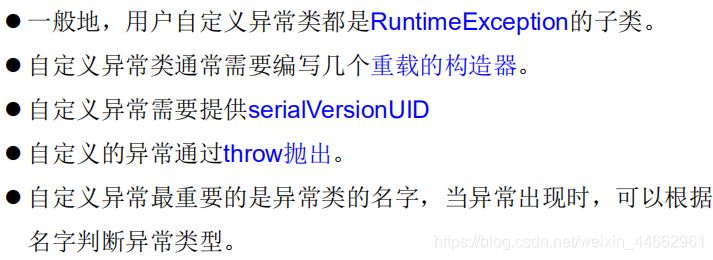 ● 一般地，用户自定义异常类都是RuntimeException的子类。
● 自定义异常类通常需要编写几个重载的构造器。
● 自定义异常需要提供serialVersionUID
● 自定义的异常通过throw抛出。
● 自定义异常最重要的是异常类的名字，当异常出现时，可以根据
名字判断异常类型。
https://blog.csdn.net/weixin_44662961